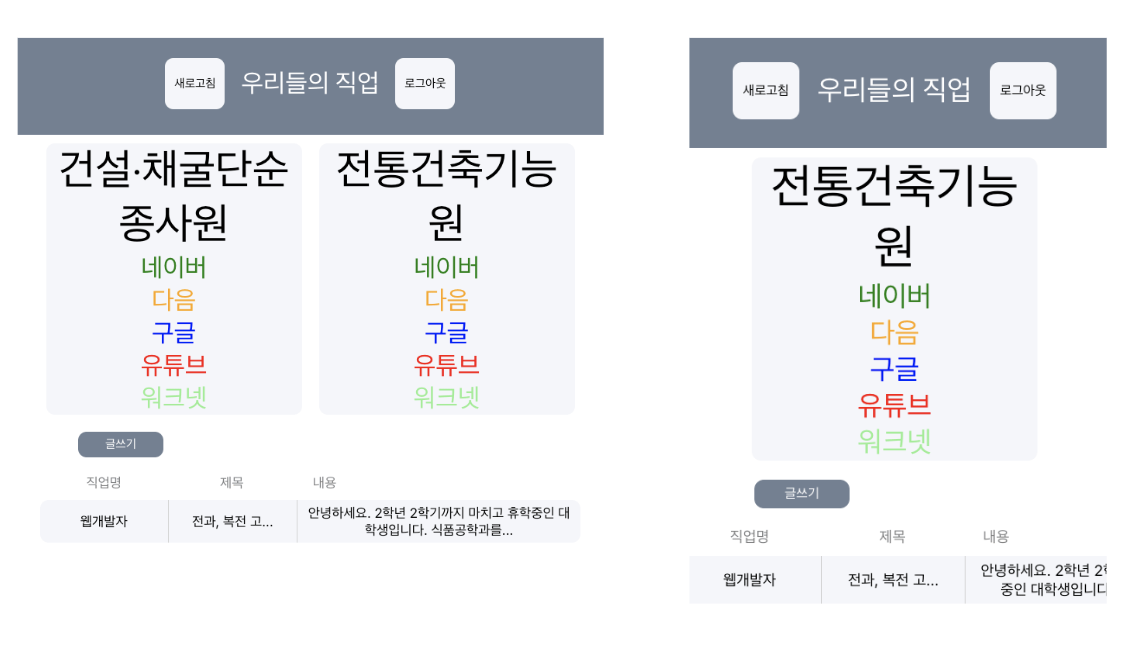 새로고침
우리들의 직업
로그아웃
건설·채굴단순
종사원
네이버
다음
구글
유튜브
워크넷
전통건축기능
원
네이버
다음
구글
유튜브
워크넷
글쓰기
직업명 제목 내용
웹개발자
전과, 복전 고...
안녕하세요. 2학년 2학기까지 마치고 휴학중인 대
학생입니다. 식품공학과를...
새로고침
우리들의 직업
로그아웃
전통건축기능
원
네이버
다음
구글
유튜브
워크넷
글쓰기
직업명 제목 내용
웹개발자
전과, 복전 고...
안녕하세요. 2학년 2
중인 대학생입니다